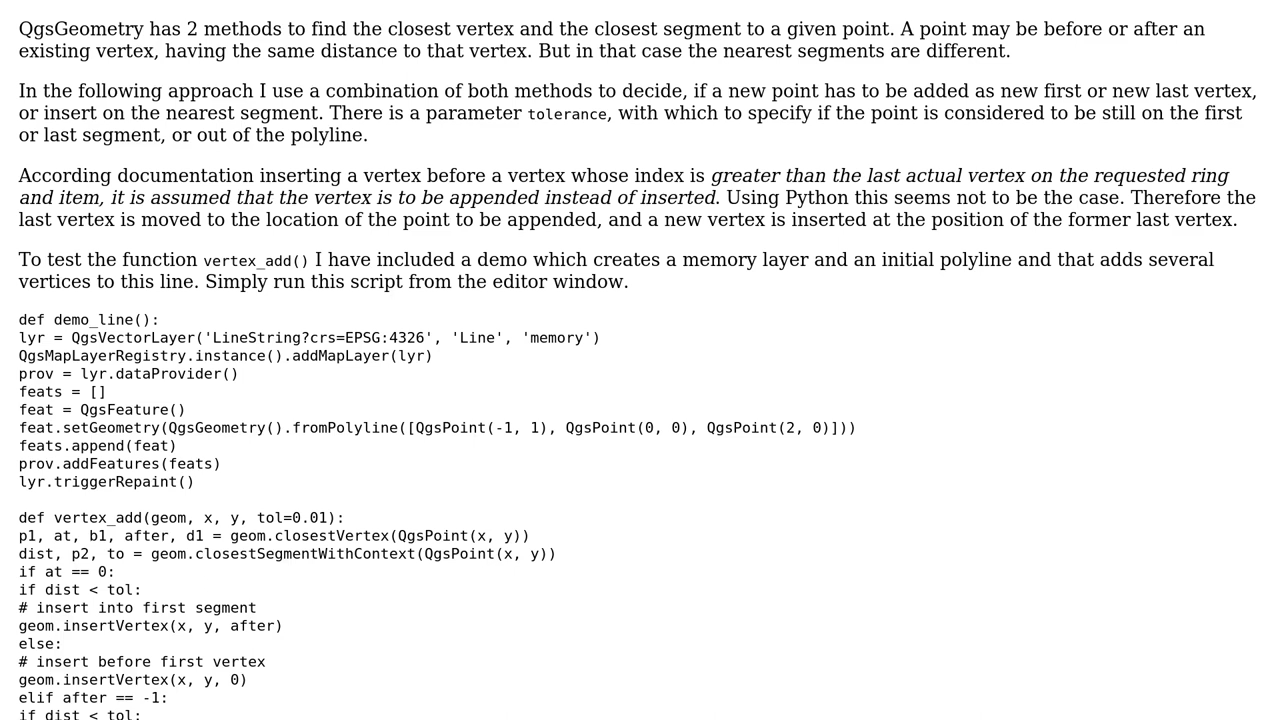 QgsGeometry has 2 methods to find the closest vertex and the closest segment to a given point. A point may be before or after an
existing vertex, having the same distance to that vertex. But in that case the nearest segments are different.
In the following approach I use a combination of both methods to decide, if a new point has to be added as new first or new last vertex,
or insert on the nearest segment. There is a parameter tolerance, with which to specify if the point is considered to be still on the first
or last segment, or out of the polyline.
According documentation inserting a vertex before a vertex whose index is greater than the last actual vertex on the requested ring
and item, it is assumed that the vertex is to be appended instead of inserted. Using Python this seems not to be the case. Therefore the
last vertex is moved to the location of the point to be appended, and a new vertex is inserted at the position of the former last vertex.
To test the function vertex_add() I have included a demo which creates a memory layer and an initial polyline and that adds several
vertices to this line. Simply run this script from the editor window.
def demo_line():
lyr = QgsVectorLayer('LineString?crs=EPSG:4326', 'Line', 'memory')
QgsMapLayerRegistry.instance().addMapLayer(lyr)
prov = lyr.dataProvider()
feats = []
feat = QgsFeature()
feat.setGeometry(QgsGeometry().fromPolyline([QgsPoint(-1, 1), QgsPoint(0, 0), QgsPoint(2, 0)]))
feats.append(feat)
prov.addFeatures(feats)
lyr.triggerRepaint()
def vertex_add(geom, x, y, tol=0.01):
p1, at, b1, after, d1 = geom.closestVertex(QgsPoint(x, y))
dist, p2, to = geom.closestSegmentWithContext(QgsPoint(x, y))
if at == 0:
if dist < tol:
# insert into first segment
geom.insertVertex(x, y, after)
else:
# insert before first vertex
geom.insertVertex(x, y, 0)
elif after == -1:
if dist < tol: